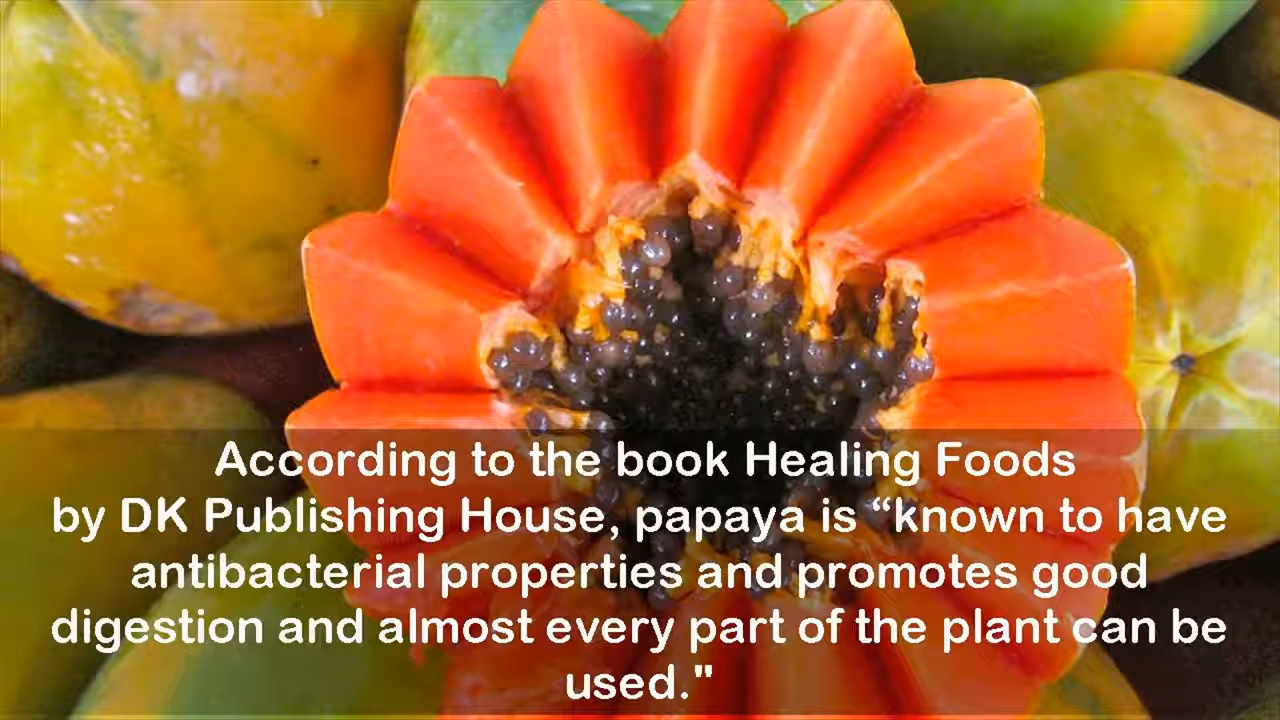 According to the book Healing Foods
by DK Publishing House, papaya is “known to have
antibacterial properties and promotes good
digestion and almost every part of the plant can be
used."